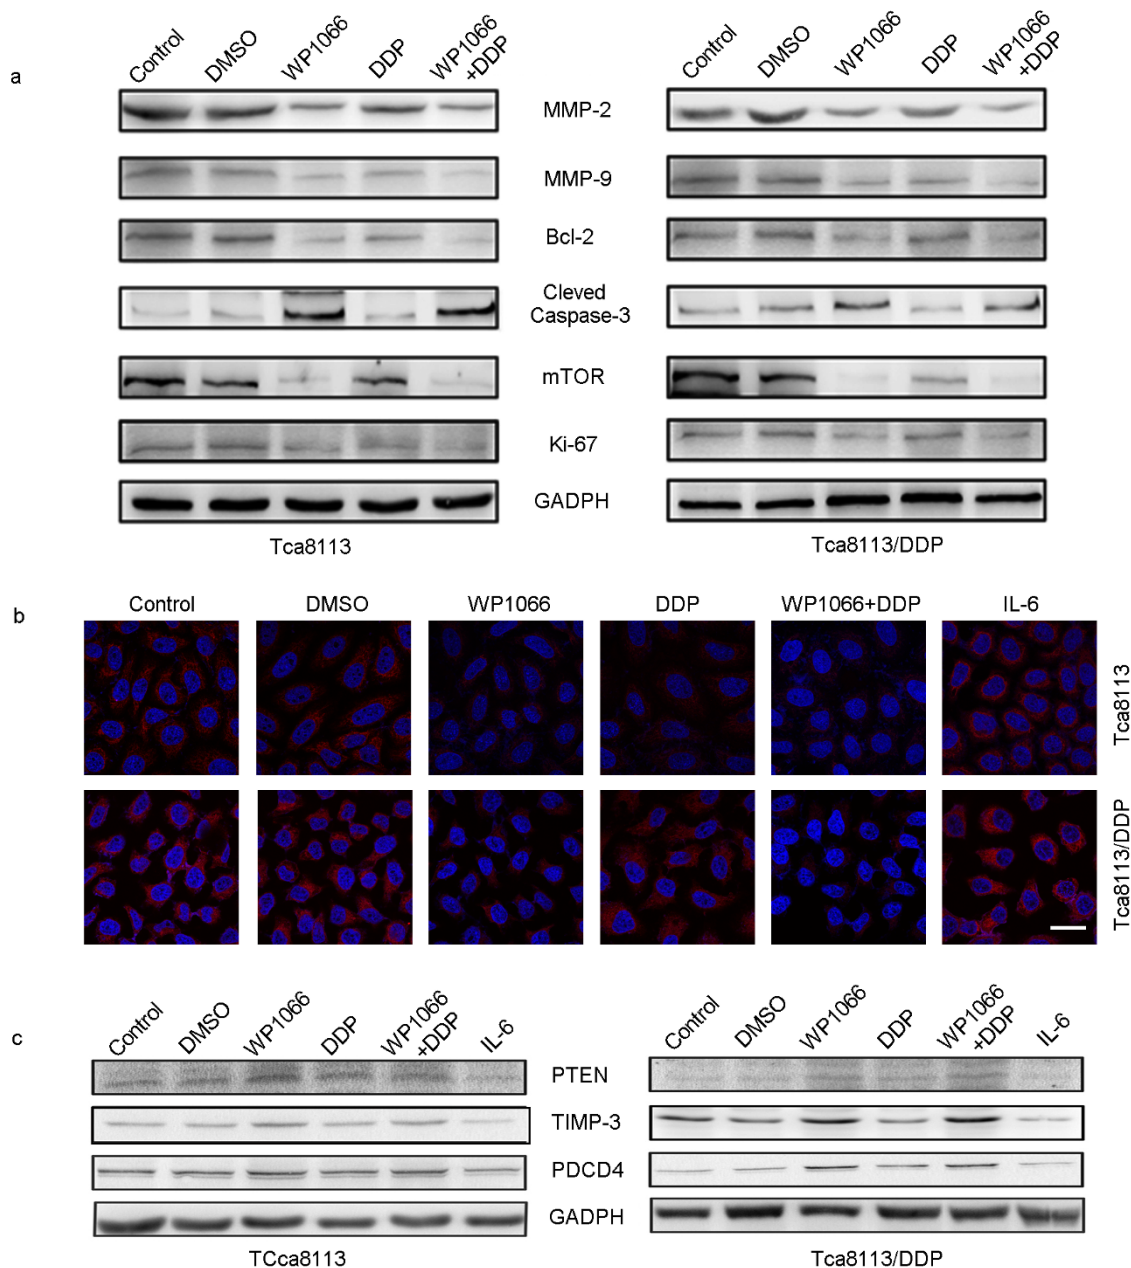 a
Control DMSO WP1066 DDP WP1066 +DDP
Control DMSO WP1066 DDP WP1066 +DDP
MMP-2
MMP-9
Bcl-2
Cleved
Caspase-3
mTOR
Ki-67
GADPH
Tca8113
Tca8113/DDP
b
Control DMSO WP1066 DDP WP1066+DDP IL-6
Tca8113
Tca8113/DDP
c
Control DMSO WP1066 DDP WP1066 +DDP IL-6
Control DMSO WP1066 DDP WP1066 +DDP IL-6
PTEN
TIMP-3
PDCD4
GADPH
TCca8113
Tca8113/DDP